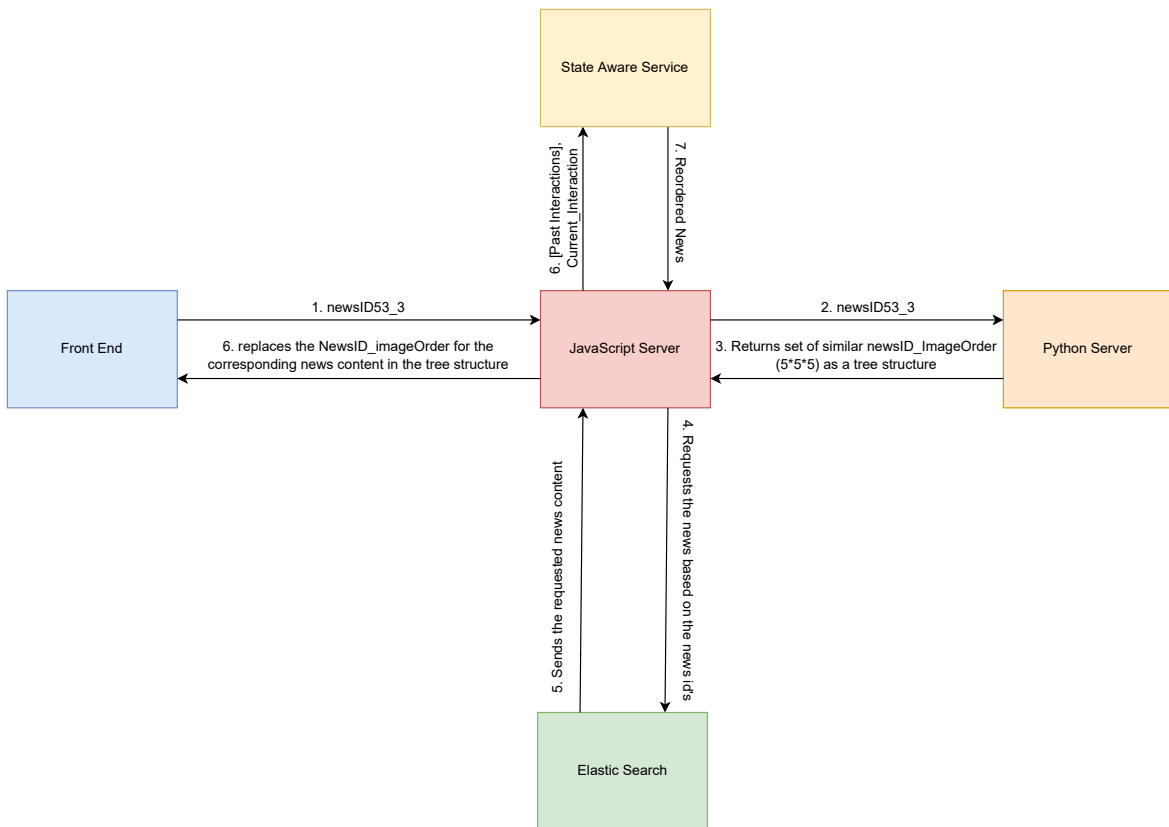 State Aware Service
6. [Past Interactions],
Current_Interaction
7. Reordered News
1. newsID53_3
2. newsID53_3
Front End
6. replaces the NewsID_imageOrder for the
corresponding news content in the tree structure
JavaScript Server
3. Returns set of similar newsID_ImageOrder
(5*5*5) as a tree structure
Python Server
5. Sends the requested news content
4. Requests the news based on the news id's
Elastic Search